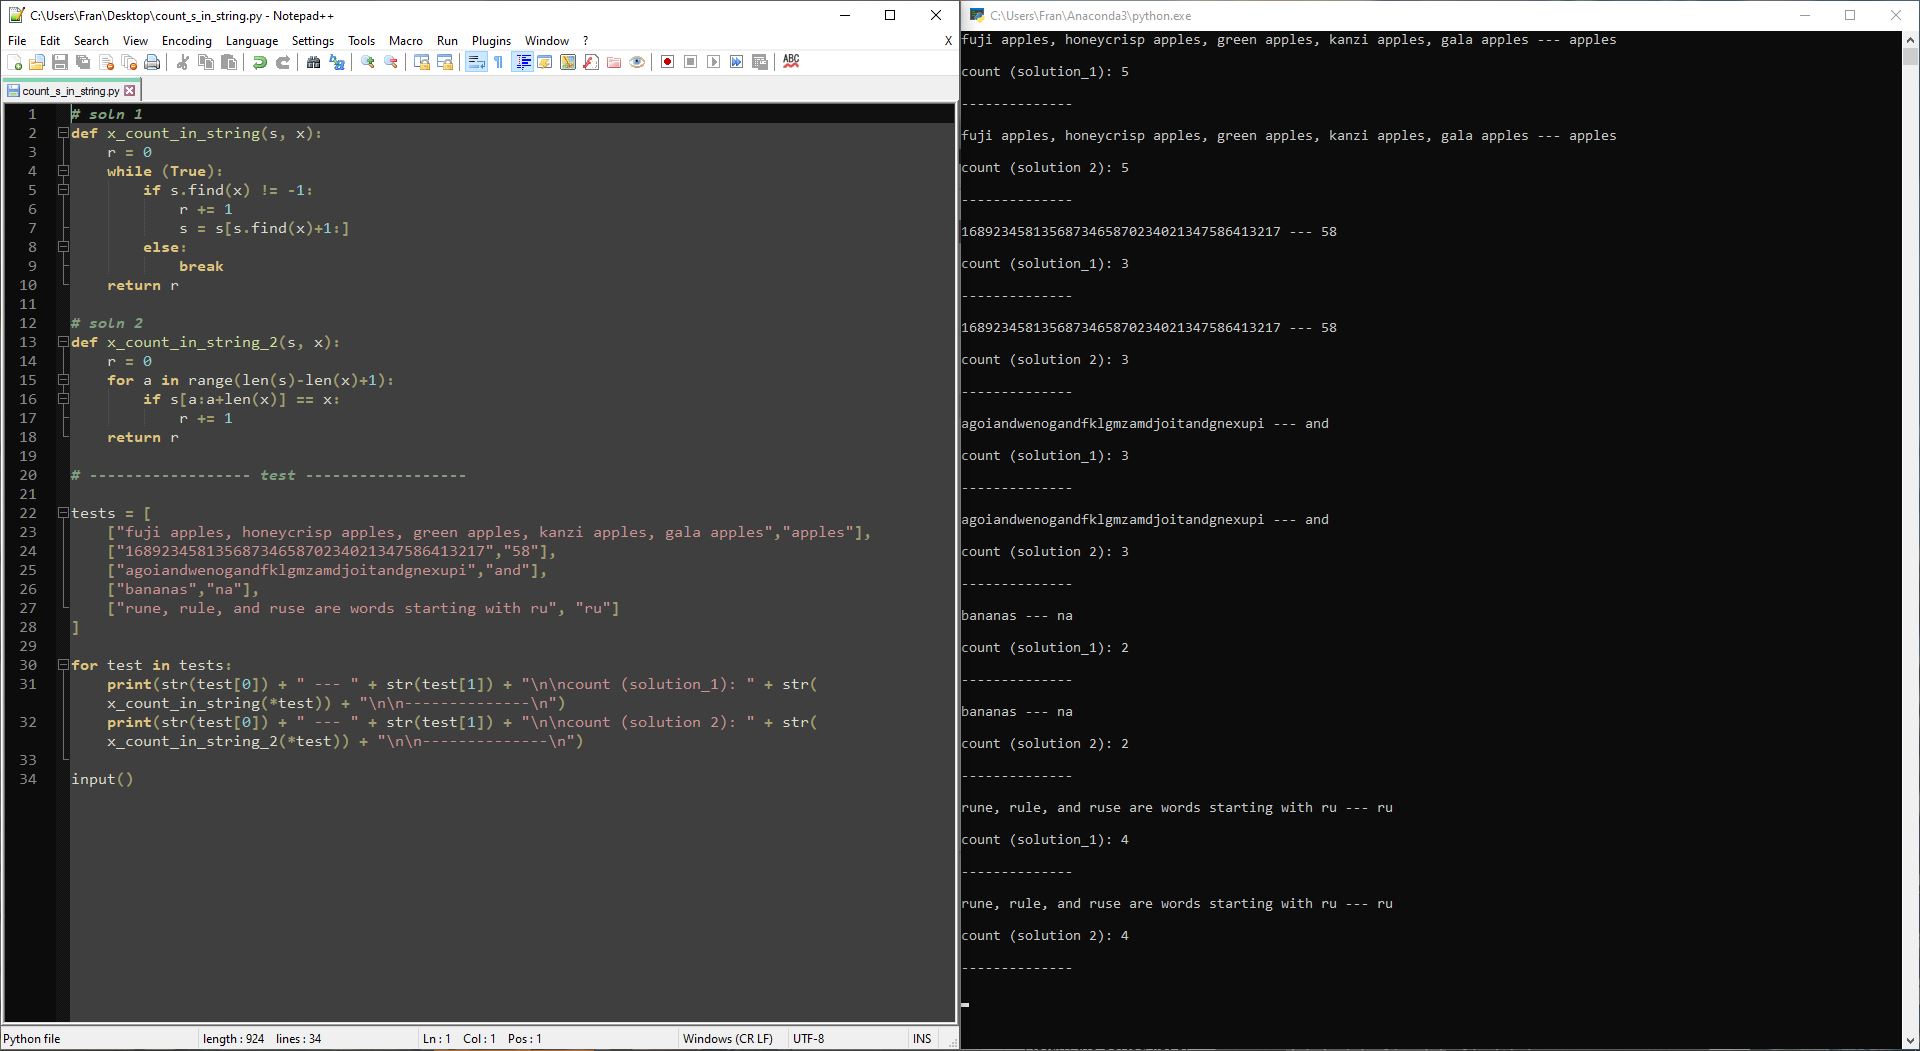 C:\Users\Fran\Desktop\count_s_in_string.py - Notepad++
File Edit Search View Encoding Language Settings Tools Macro Run Plugins Window ? X
ABC
count_s_in_string.py
1 # soln 1
2 def x_count_in_string(s, x):
3     r = 0
4     while (True):
5         if s.find(x) != -1:
6             r += 1
7             s = s[s.find(x)+1:]
8         else:
9             break
10     return r
11
12 # soln 2
13 def x_count_in_string_2(s, x):
14     r = 0
15     for a in range(len(s)-len(x)+1):
16         if s[a:a+len(x)] == x:
17             r += 1
18     return r
19
20 # ------------------ test ------------------
21
22 tests = [
23     ["fuji apples, honeycrisp apples, green apples, kanzi apples, gala apples","apples"],
24     ["1689234581356873465870234021347586413217","58"],
25     ["agoiandwenogandfklgmzamdjoitandgnexupi","and"],
26     ["bananas","na"],
27     ["rune, rule, and ruse are words starting with ru", "ru"]
28 ]
29
30 for test in tests:
31     print(str(test[0]) + " --- " + str(test[1]) + "\n\ncount (solution_1): " + str(
    x_count_in_string(*test)) + "\n\n--------------\n")
32     print(str(test[0]) + " --- " + str(test[1]) + "\n\ncount (solution 2): " + str(
    x_count_in_string_2(*test)) + "\n\n--------------\n")
33
34 input()
Python file length : 924 lines : 34 Ln : 1 Col : 1 Pos : 1 Windows (CR LF) UTF-8 INS
C:\Users\Fran\Anaconda3\python.exe
fuji apples, honeycrisp apples, green apples, kanzi apples, gala apples --- apples
count (solution_1): 5
--------------
fuji apples, honeycrisp apples, green apples, kanzi apples, gala apples --- apples
count (solution 2): 5
--------------
1689234581356873465870234021347586413217 --- 58
count (solution_1): 3
--------------
1689234581356873465870234021347586413217 --- 58
count (solution 2): 3
--------------
agoiandwenogandfklgmzamdjoitandgnexupi --- and
count (solution_1): 3
--------------
agoiandwenogandfklgmzamdjoitandgnexupi --- and
count (solution 2): 3
--------------
bananas --- na
count (solution_1): 2
--------------
bananas --- na
count (solution 2): 2
--------------
rune, rule, and ruse are words starting with ru --- ru
count (solution_1): 4
--------------
rune, rule, and ruse are words starting with ru --- ru
count (solution 2): 4
--------------